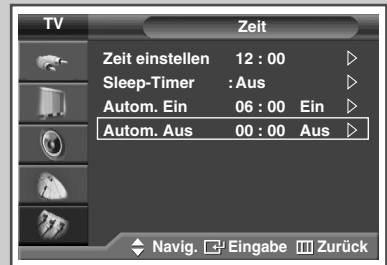 TV Zeit
Zeit einstellen 12 : 00
Sleep-Timer : Aus
Autom. Ein 06 : 00 Ein
Autom. Aus 00 : 00 Aus
Navig. Eingabe Zurück